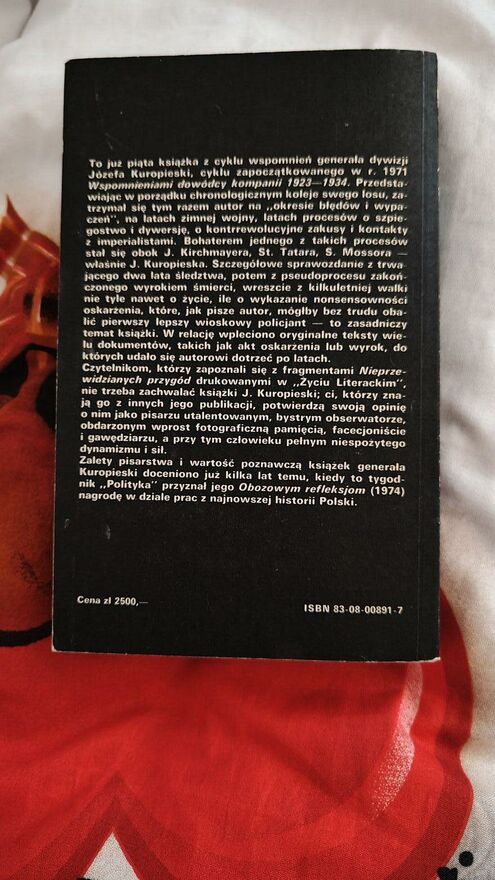 To już piąta książka z cyklu wspomnień generała dywizji
Józefa Kuropieski, cyklu zapoczątkowanego w r. 1971
Wspomnieniami dowódcy kompanii 1923—1934. Przedsta-
wiając w porządku chronologicznym koleje swego losu, za-
trzymał się tym razem autor na „okresie błędów i wypa-
czeń", na latach zimnej wojny, latach procesów o szpie-
gostwo i dywersję, o kontrrewolucyjne zakusy i kontakty
z imperialistami. Bohaterem jednego z takich procesów
stał się obok J. Kirchmayera, St. Tatara, S. Mossora —
właśnie J. Kuropieska. Szczegółowe sprawozdanie z trwa-
jącego dwa lata śledztwa, potem z pseudoprocesu zakoń-
czonego wyrokiem śmierci, wreszcie z kilkuletniej walki
nie tyle nawet o życie, ile o wykazanie nonsensowności
oskarżenia, które, jak pisze autor, mógłby bez trudu oba-
lić pierwszy lepszy wioskowy policjant — to zasadniczy
temat książki. W relację wpleciono oryginalne teksty wie-
lu dokumentów, takich jak akt oskarżenia lub wyrok, do
których udało się autorowi dotrzeć po latach.
Czytelnikom, którzy zapoznali się z fragmentami Nieprze-
widzianych przygód drukowanymi w „Życiu Literackim",
nie trzeba zachwalać książki J. Kuropieski; ci, którzy zna-
ją go z innych jego publikacji, potwierdzą swoją opinię
o nim jako pisarzu utalentowanym, bystrym obserwatorze,
obdarzonym wprost fotograficzną pamięcią, facecjoniście
i gawędziarzu, a przy tym człowieku pełnym niespożytego
dynamizmu i sił.
Zalety pisarstwa i wartość poznawczą książek generała
Kuropieski doceniono już kilka lat temu, kiedy to tygod-
nik „Polityka" przyznał jego Obozowym refleksjom (1974)
nagrodę w dziale prac z najnowszej historii Polski.
Cena zł 2500,—
ISBN 83-08-00891-7